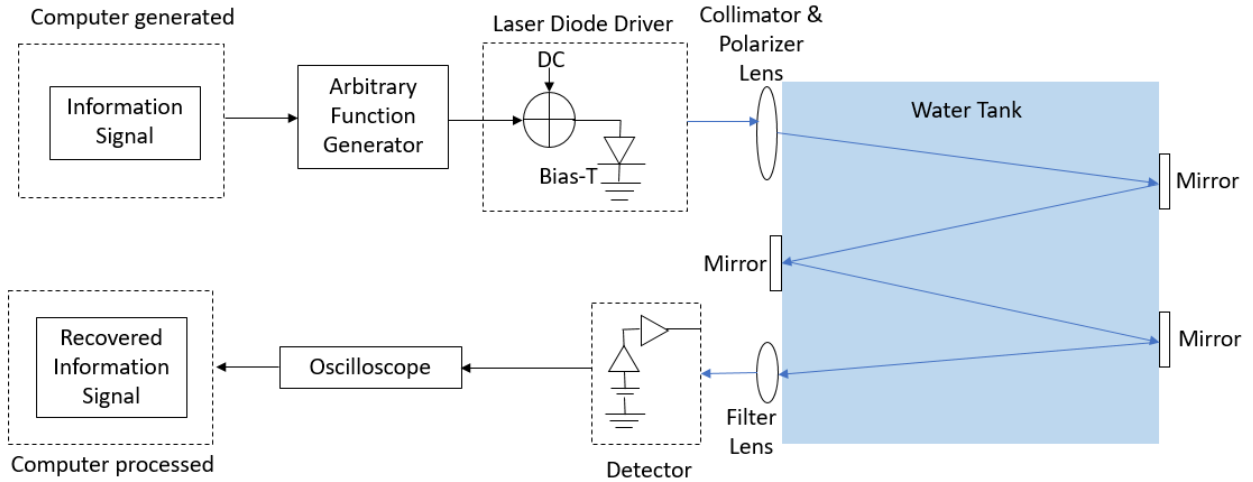 Computer generated
Information
Signal
Arbitrary
Function
Generator
Laser Diode Driver
DC
Bias-T
Collimator &
Polarizer
Lens
Water Tank
Mirror
Mirror
Mirror
Recovered
Information
Signal
Computer processed
Oscilloscope
Detector
Filter
Lens